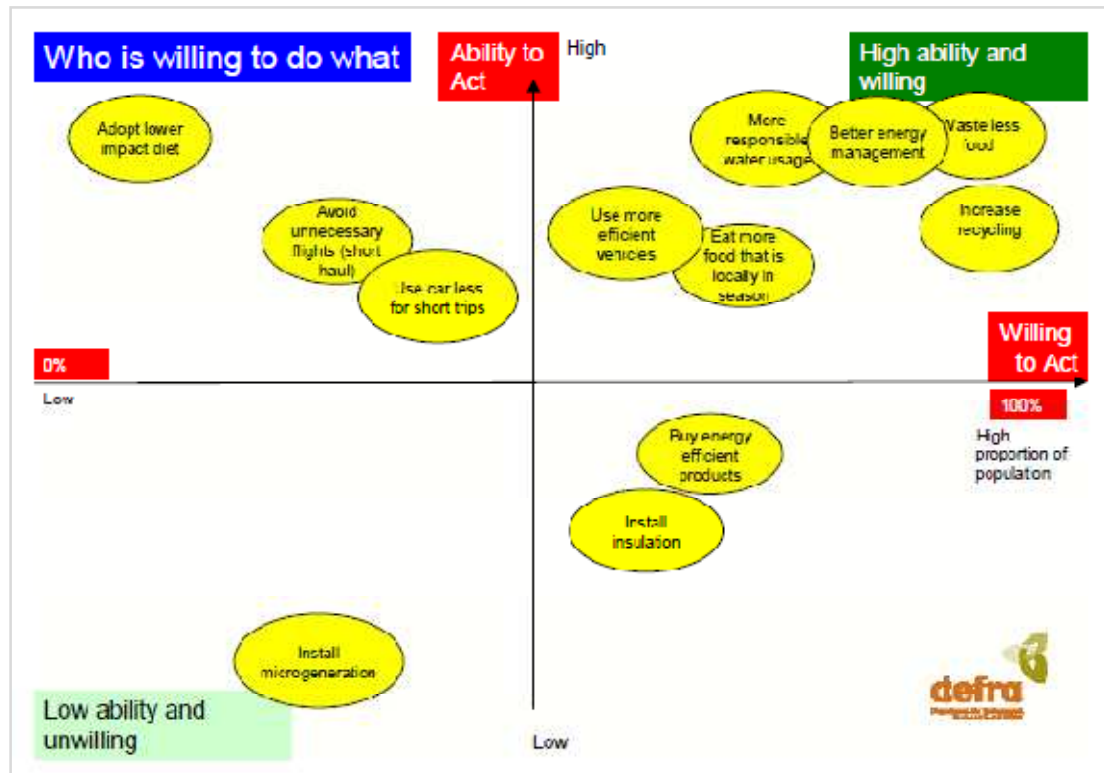 Who is willing to do what
Ability to
Act
High
High ability and
willing
Adopt lower
impact diet
More
responsible
water usage
Better energy
management
Waste less
food
Avoid
unnecessary
flights (short
haul)
Use more
efficient
vehicles
Eat more
food that is
locally in
season
Increase
recycling
Use car less
for short trips
Willing
to Act
0%
Low
100%
High
proportion of
population
Buy energy
efficient
products
Install
insulation
Install
microgeneration
defra
Low ability and
unwilling
Low